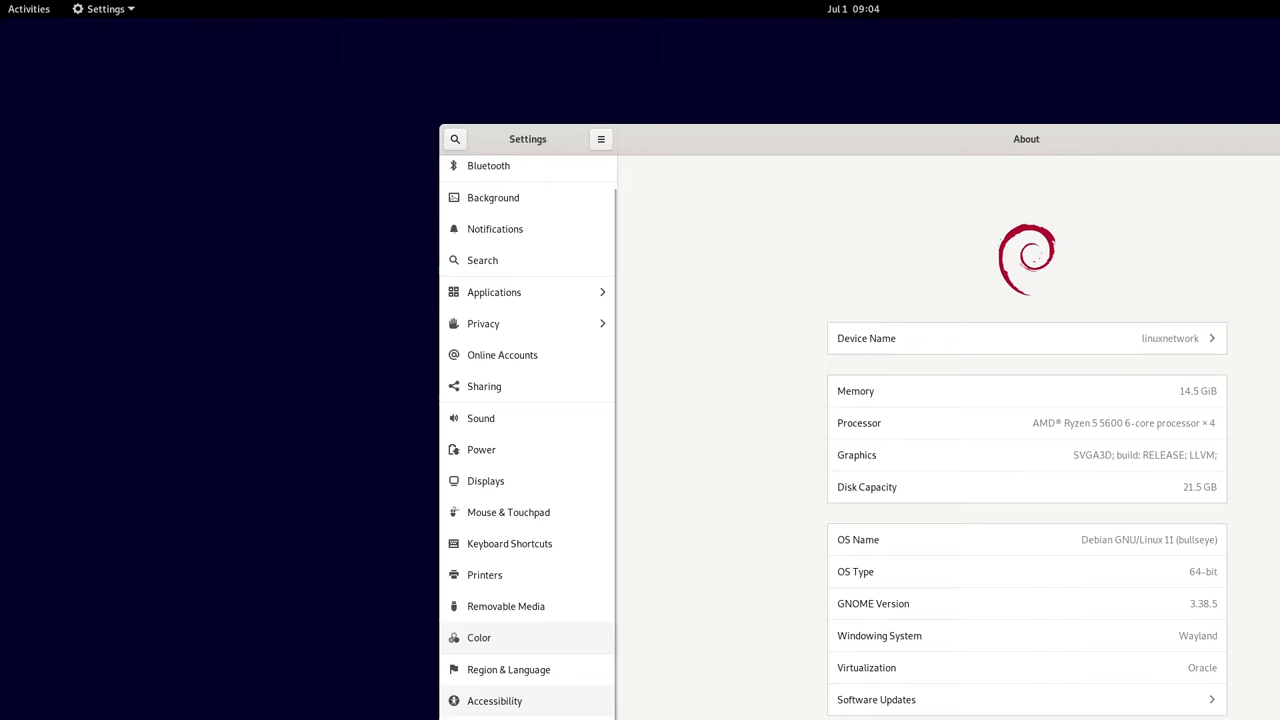 Activities
Settings
Jul 1 09:04
Settings
About
Bluetooth
Background
Notifications
Search
Applications
Privacy
Online Accounts
Sharing
Sound
Power
Displays
Mouse & Touchpad
Keyboard Shortcuts
Printers
Removable Media
Color
Region & Language
Accessibility
Device Name linuxnetwork
Memory 14.5 GiB
Processor AMD® Ryzen 5 5600 6-core processor × 4
Graphics SVGA3D; build: RELEASE; LLVM;
Disk Capacity 21.5 GB
OS Name Debian GNU/Linux 11 (bullseye)
OS Type 64-bit
GNOME Version 3.38.5
Windowing System Wayland
Virtualization Oracle
Software Updates